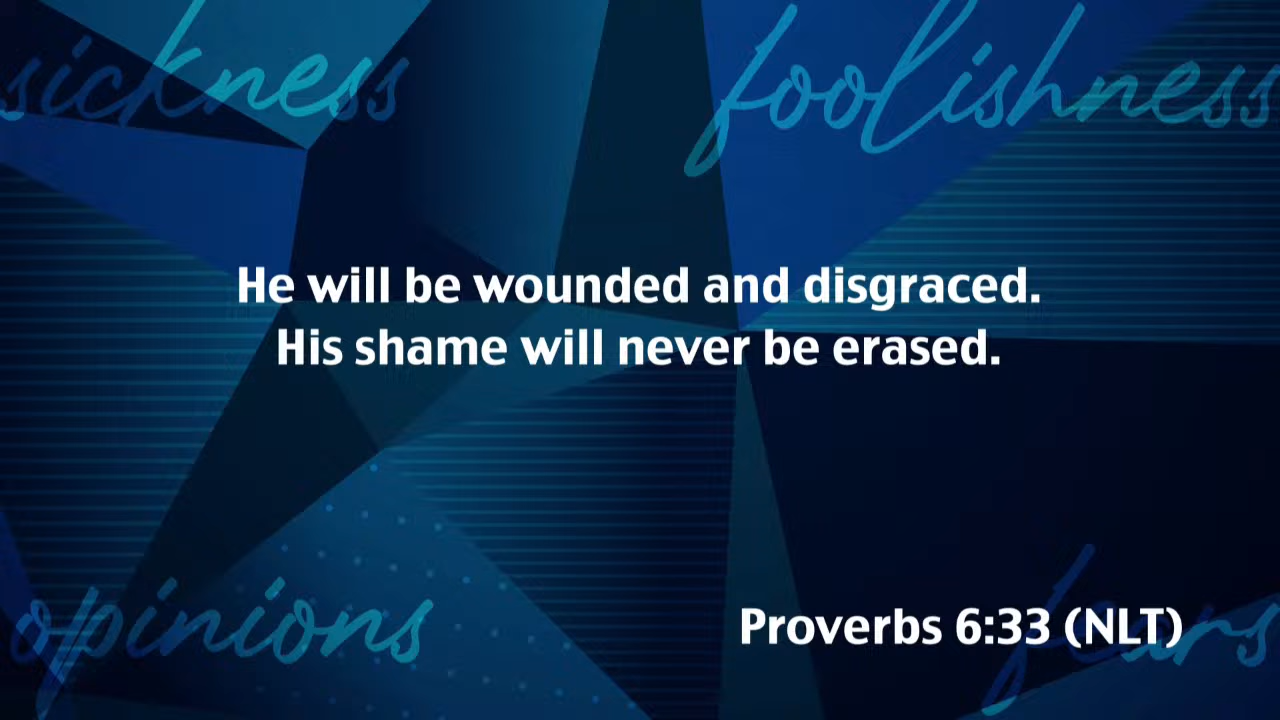 sickness
foolishness
He will be wounded and disgraced.
His shame will never be erased.
opinions
fears
Proverbs 6:33 (NLT)